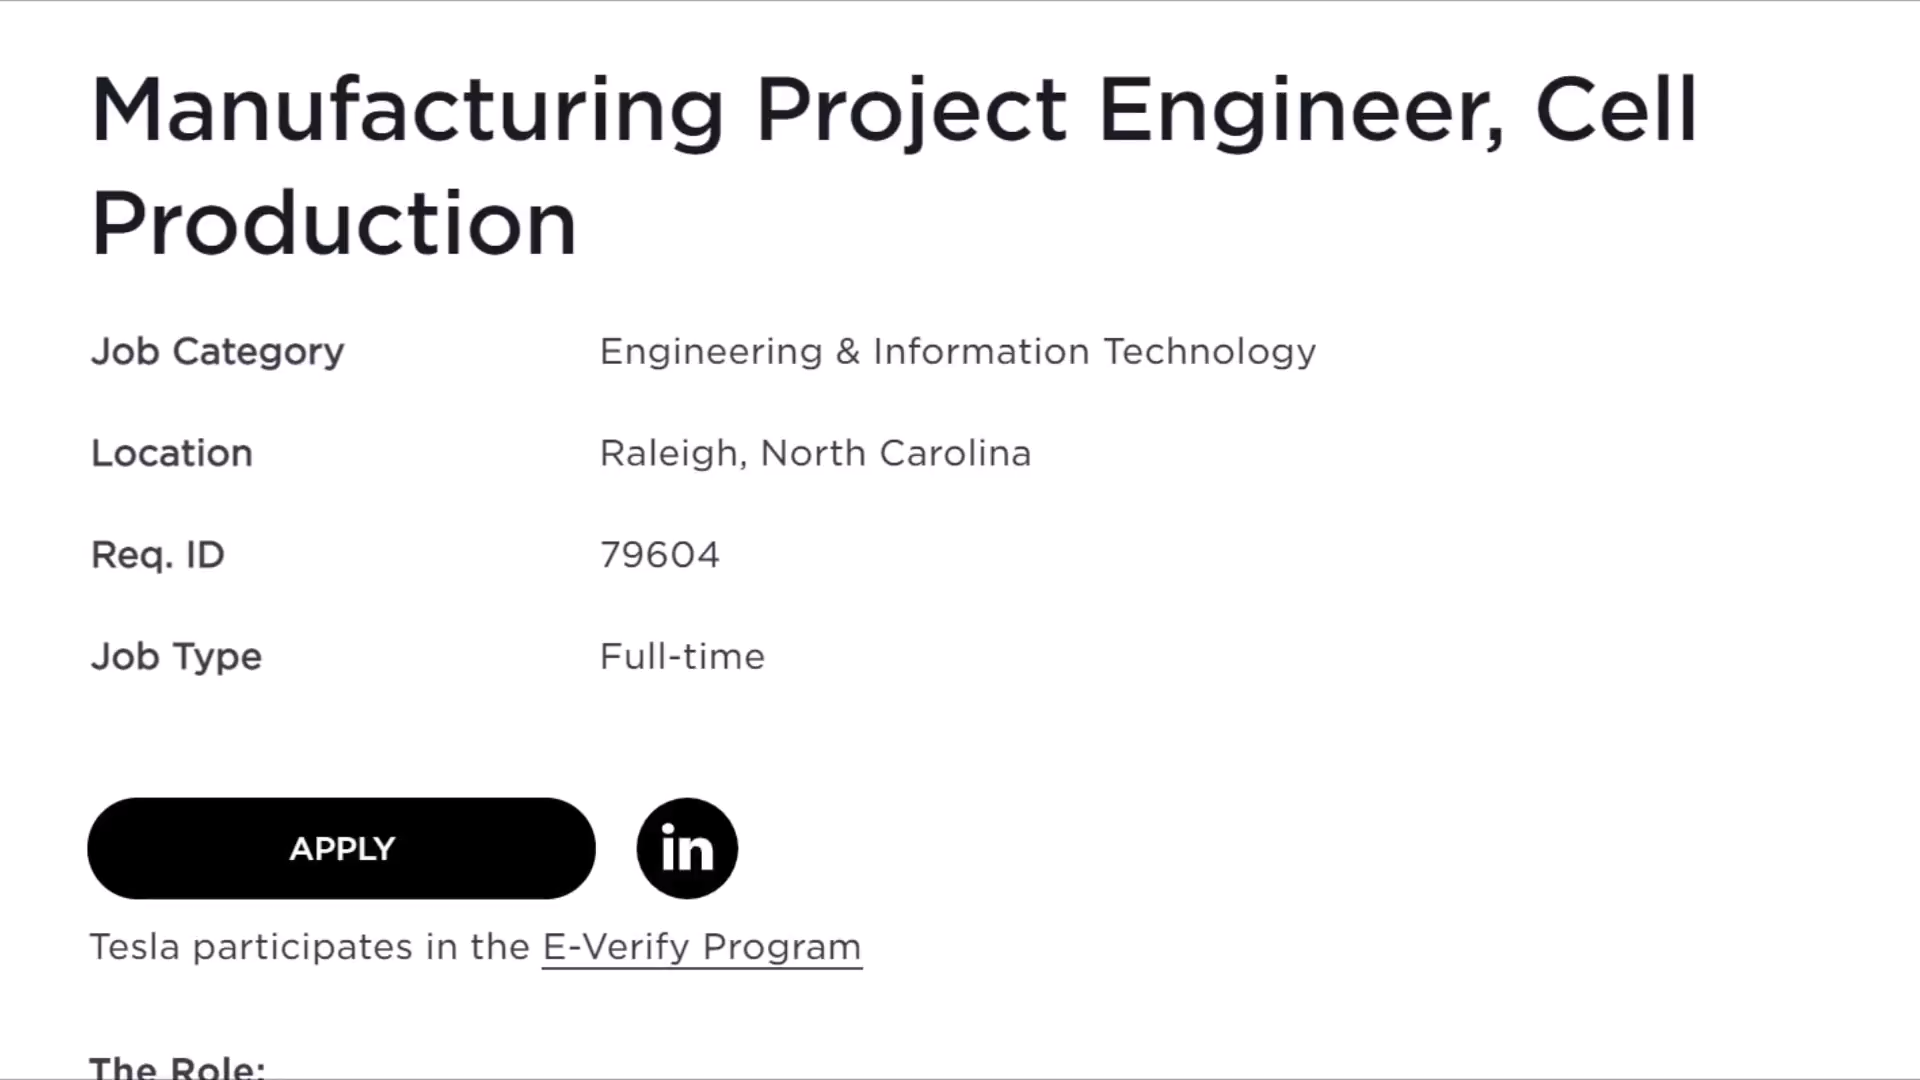 Manufacturing Project Engineer, Cell
Production
Job Category Engineering & Information Technology
Location Raleigh, North Carolina
Req. ID 79604
Job Type Full-time
APPLY in
Tesla participates in the E-Verify Program
The Role: